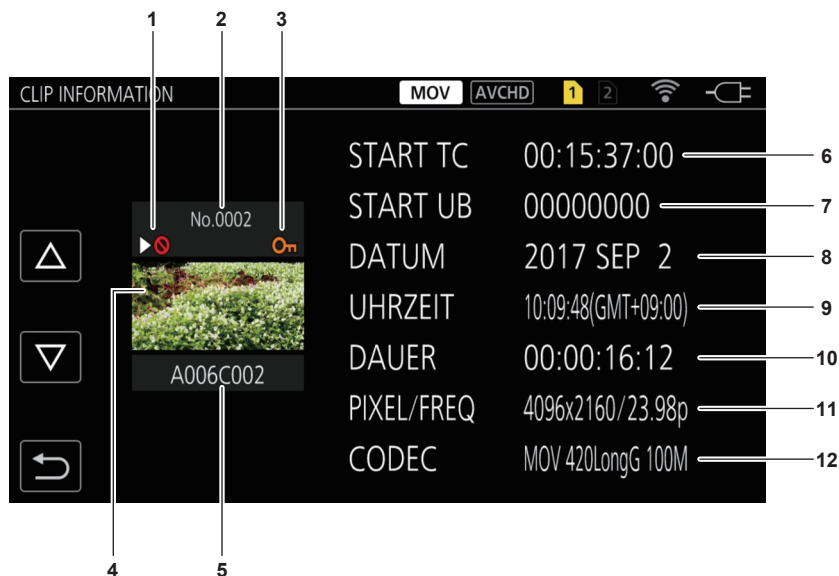 1 2 3
CLIP INFORMATION MOV AVCHD 1 2
START TC 00:15:37:00 6
No.0002
START UB 00000000 7
DATUM 2017 SEP 2 8
4
UHRZEIT 10:09:48(GMT+09:00) 9
DAUER 00:00:16:12 10
A006C002
PIXEL/FREQ 4096x2160/23.98p 11
CODEC MOV 420LongG 100M 12
5